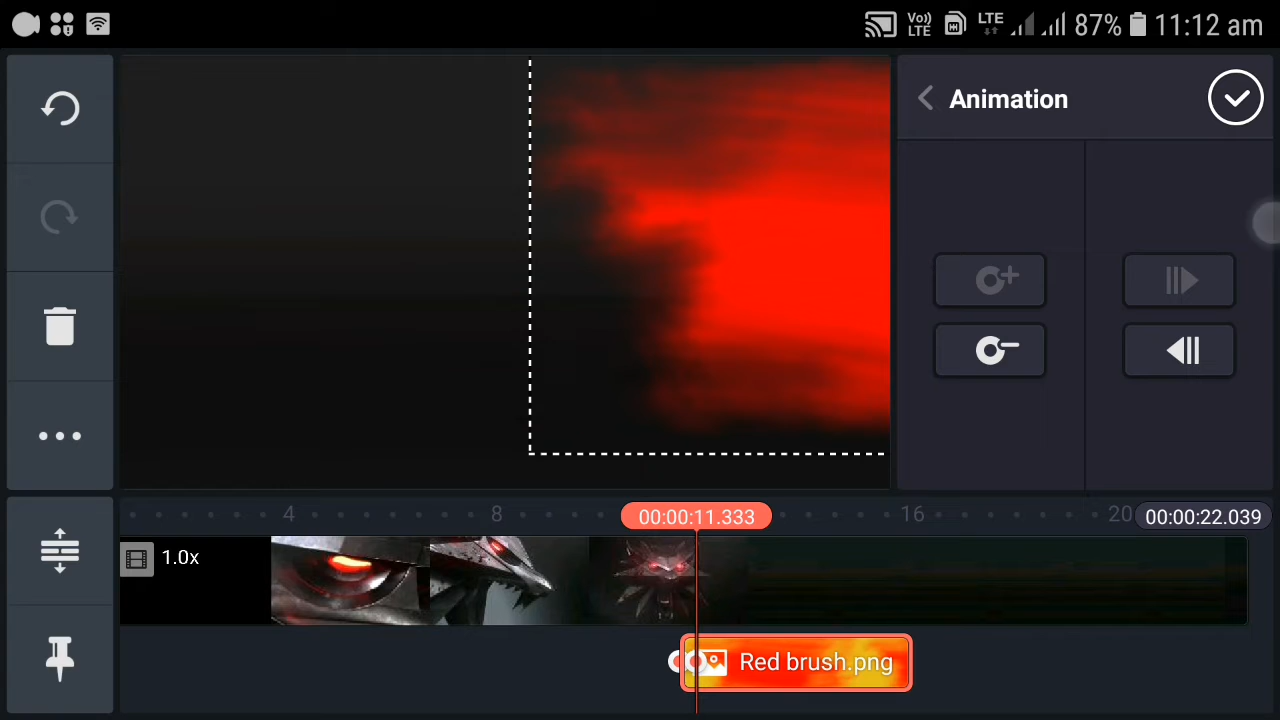 Vo)) LTE LTE 87% 11:12 am
Animation
4 8 00:00:11.333 16 20 00:00:22.039
1.0x
Red brush.png